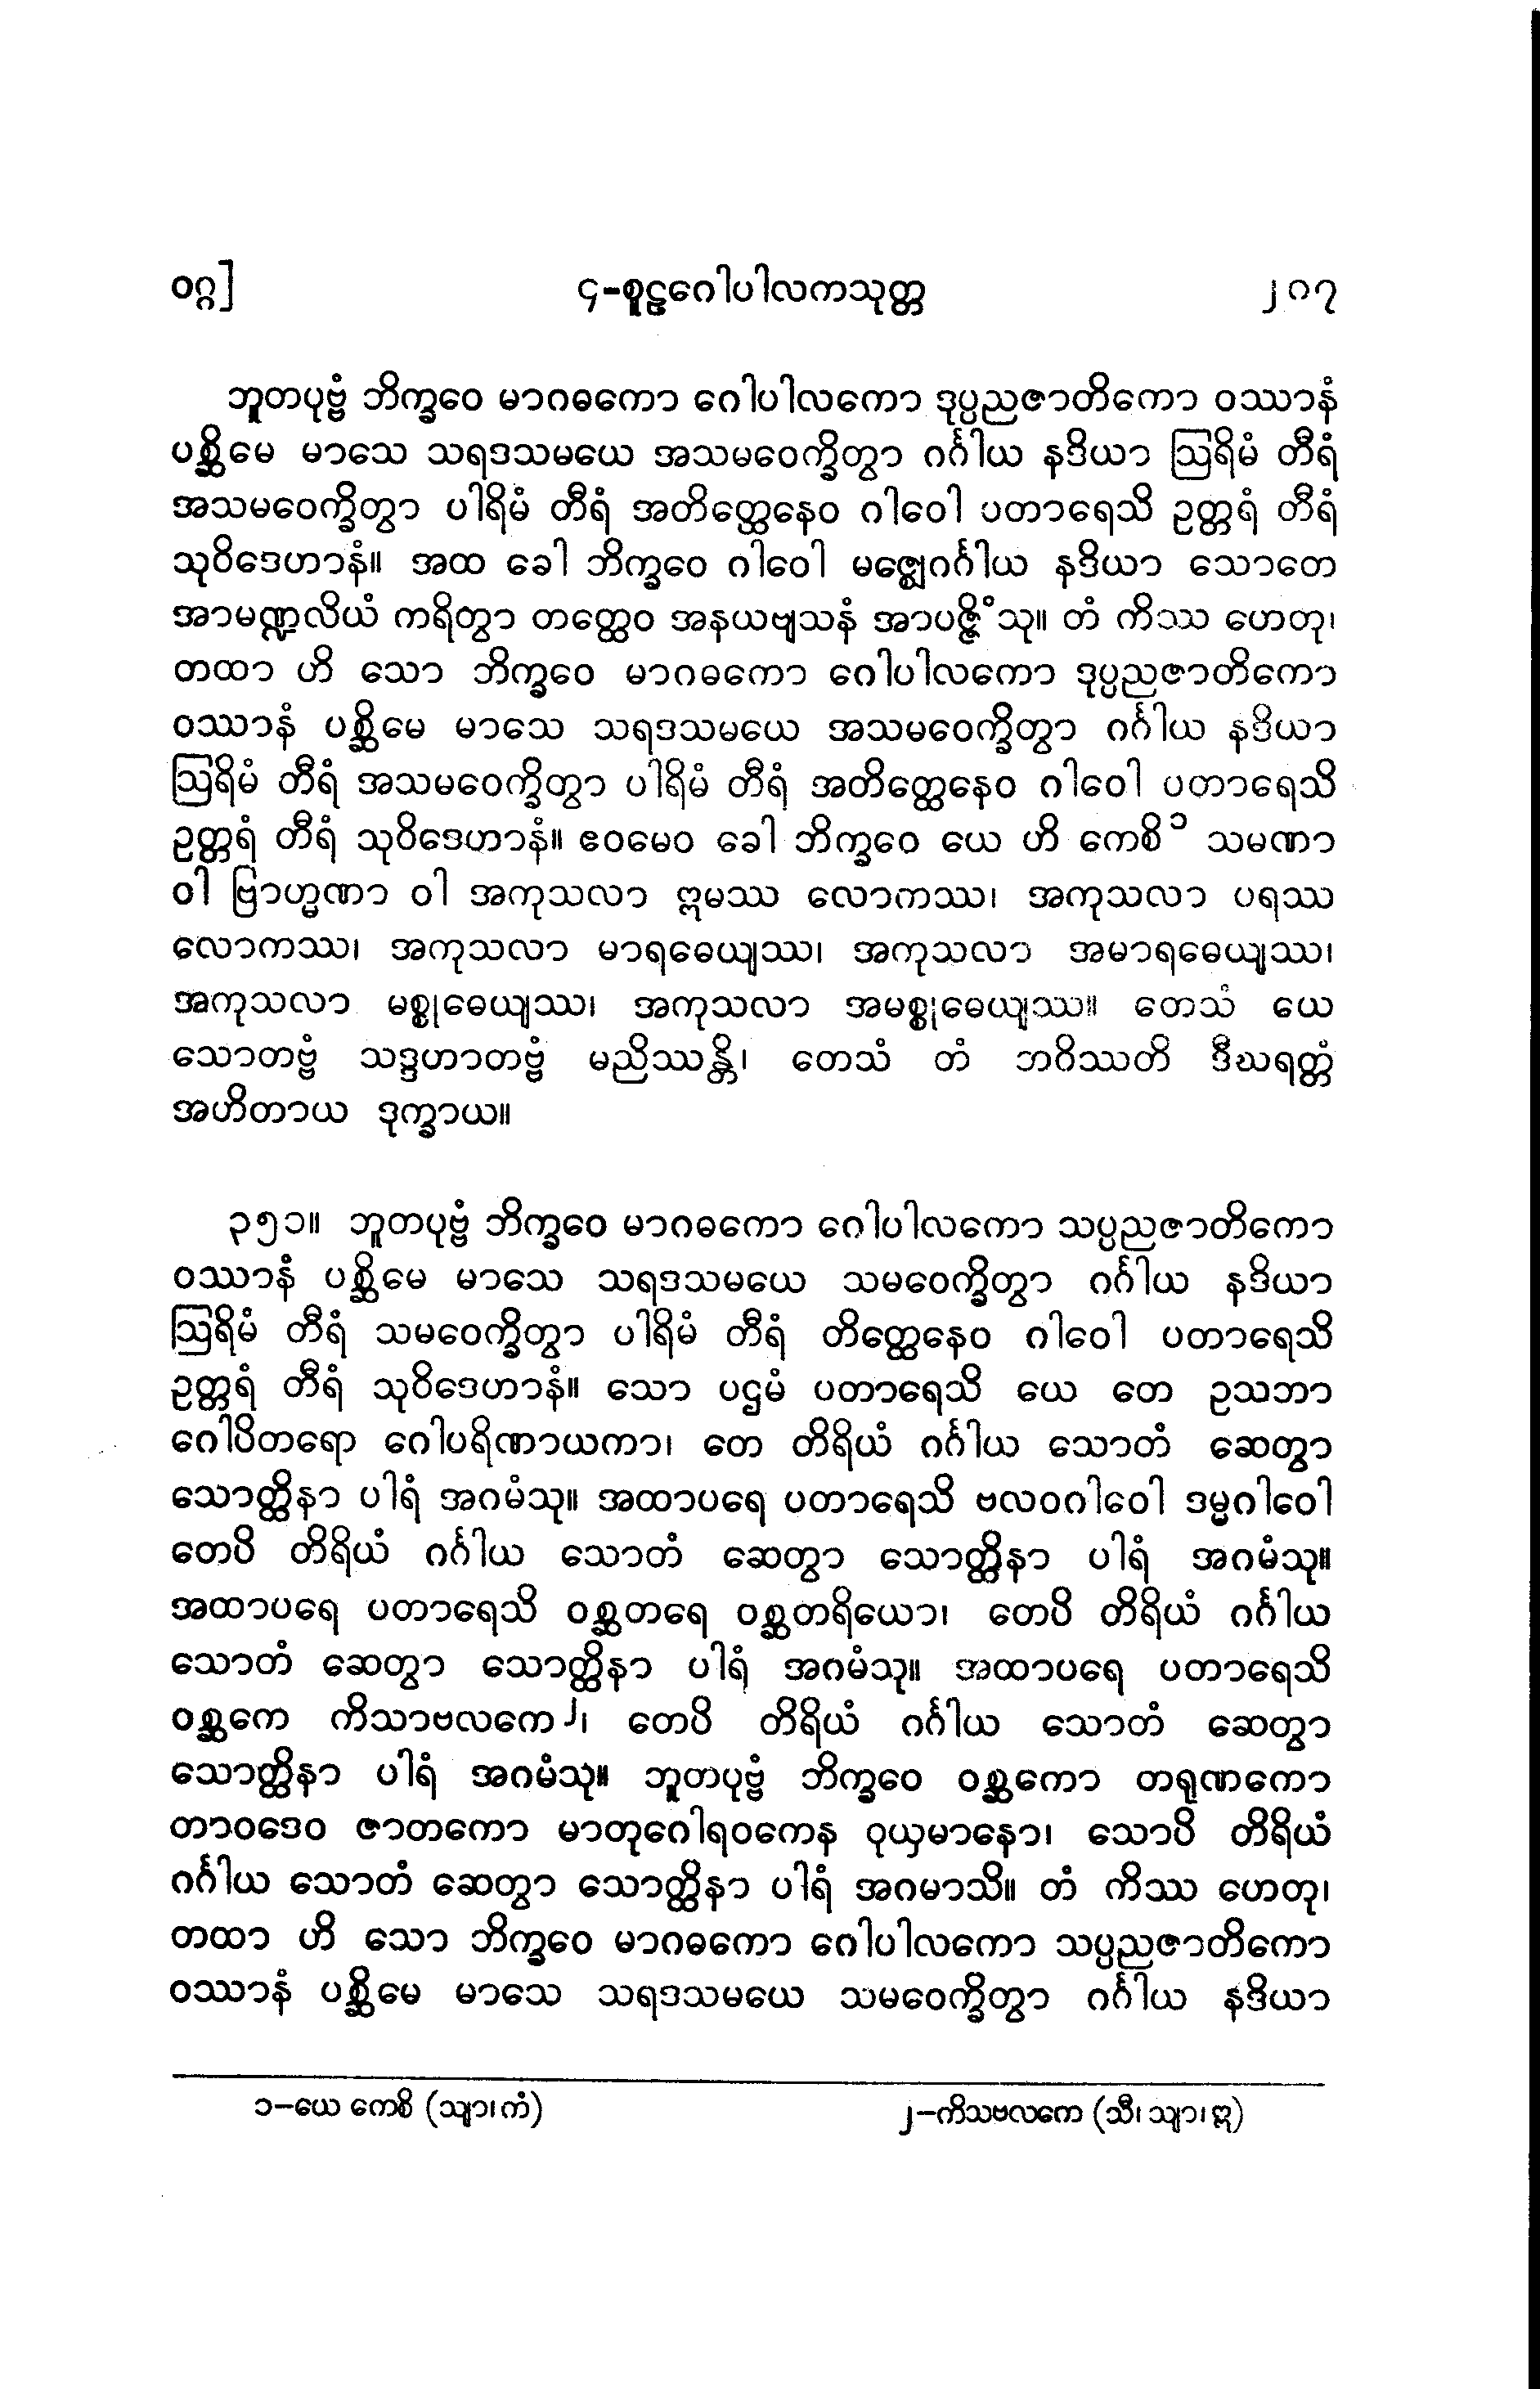 ဝဂ္ဂ]
၄-စူဠဂေါပါလကသုတ္တ
၂၈၇
ဘူတပုဗ္ဗံ ဘိက္ခဝေ မာဂဓကော ဂေါပါလကော ဒုပ္ပညဇာတိကော ဝဿာနံ
ပစ္ဆိမေ မာသေ သရဒသမယေ အသမဝေက္ခိတွာ ဂင်္ဂါယ နဒိယာ ဩရိမံ တီရံ
အသမဝေက္ခိတွာ ပါရိမံ တီရံ အတိတ္ထေနေဝ ဂါဝေါ ပတာရေသိ ဥတ္တရံ တီရံ
သုဝိဒေဟာနံ။ အထ ခေါ ဘိက္ခဝေ ဂါဝေါ မဇ္ဈေဂင်္ဂါယ နဒိယာ သောတေ
အာမဏ္ဍလိယံ ကရိတွာ တတ္ထေဝ အနယဗျသနံ အာပဇ္ဇိံသု။ တံ ကိဿ ဟေတု၊
တထာ ဟိ သော ဘိက္ခဝေ မာဂဓကော ဂေါပါလကော ဒုပ္ပညဇာတိကော
ဝဿာနံ ပစ္ဆိမေ မာသေ သရဒသမယေ အသမဝေက္ခိတွာ ဂင်္ဂါယ နဒိယာ
ဩရိမံ တီရံ အသမဝေက္ခိတွာ ပါရိမံ တီရံ အတိတ္ထေနေဝ ဂါဝေါ ပတာရေသိ
ဥတ္တရံ တီရံ သုဝိဒေဟာနံ။ ဧဝမေဝ ခေါ ဘိက္ခဝေ ယေ ဟိ ကေစိ၁ သမဏာ
ဝါ ဗြာဟ္မဏာ ဝါ အကုသလာ ဣမဿ လောကဿ၊ အကုသလာ ပရဿ
လောကဿ၊ အကုသလာ မာရဓေယျဿ၊ အကုသလာ အမာရဓေယျဿ၊
အကုသလာ မစ္စုဓေယျဿ၊ အကုသလာ အမစ္စုဓေယျဿ။ တေသံ ယေ
သောတဗ္ဗံ သဒ္ဒဟာတဗ္ဗံ မညိဿန္တိ၊ တေသံ တံ ဘဝိဿတိ ဒီဃရတ္တံ
အဟိတာယ ဒုက္ခာယ။
၃၅၁။ ဘူတပုဗ္ဗံ ဘိက္ခဝေ မာဂဓကော ဂေါပါလကော သပ္ပညဇာတိကော
ဝဿာနံ ပစ္ဆိမေ မာသေ သရဒသမယေ သမဝေက္ခိတွာ ဂင်္ဂါယ နဒိယာ
ဩရိမံ တီရံ သမဝေက္ခိတွာ ပါရိမံ တီရံ တိတ္ထေနေဝ ဂါဝေါ ပတာရေသိ
ဥတ္တရံ တီရံ သုဝိဒေဟာနံ။ သော ပဌမံ ပတာရေသိ ယေ တေ ဥသဘာ
ဂေါပိတရော ဂေါပရိဏာယကာ၊ တေ တိရိယံ ဂင်္ဂါယ သောတံ ဆေတွာ
သောတ္ထိနာ ပါရံ အဂမံသု။ အထာပရေ ပတာရေသိ ဗလဝဂါဝေါ ဒမ္မဂါဝေါ
တေပိ တိရိယံ ဂင်္ဂါယ သောတံ ဆေတွာ သောတ္ထိနာ ပါရံ အဂမံသု။
အထာပရေ ပတာရေသိ ဝစ္ဆတရေ ဝစ္ဆတရိယော၊ တေပိ တိရိယံ ဂင်္ဂါယ
သောတံ ဆေတွာ သောတ္ထိနာ ပါရံ အဂမံသု။ အထာပရေ ပတာရေသိ
ဝစ္ဆကေ ကိသာဗလကေ၂၊ တေပိ တိရိယံ ဂင်္ဂါယ သောတံ ဆေတွာ
သောတ္ထိနာ ပါရံ အဂမံသု။ ဘူတပုဗ္ဗံ ဘိက္ခဝေ ဝစ္ဆကော တရုဏကော
တာဝဒေဝ ဇာတကော မာတုဂေါရဝကေန ဝုယှမာနော၊ သောပိ တိရိယံ
ဂင်္ဂါယ သောတံ ဆေတွာ သောတ္ထိနာ ပါရံ အဂမာသိ။ တံ ကိဿ ဟေတု၊
တထာ ဟိ သော ဘိက္ခဝေ မာဂဓကော ဂေါပါလကော သပ္ပညဇာတိကော
ဝဿာနံ ပစ္ဆိမေ မာသေ သရဒသမယေ သမဝေက္ခိတွာ ဂင်္ဂါယ နဒိယာ
၁-ယေ ကေစိ (သျာ၊ကံ)
၂-ကိသဗလကေ (သီ၊သျာ၊ဣ)